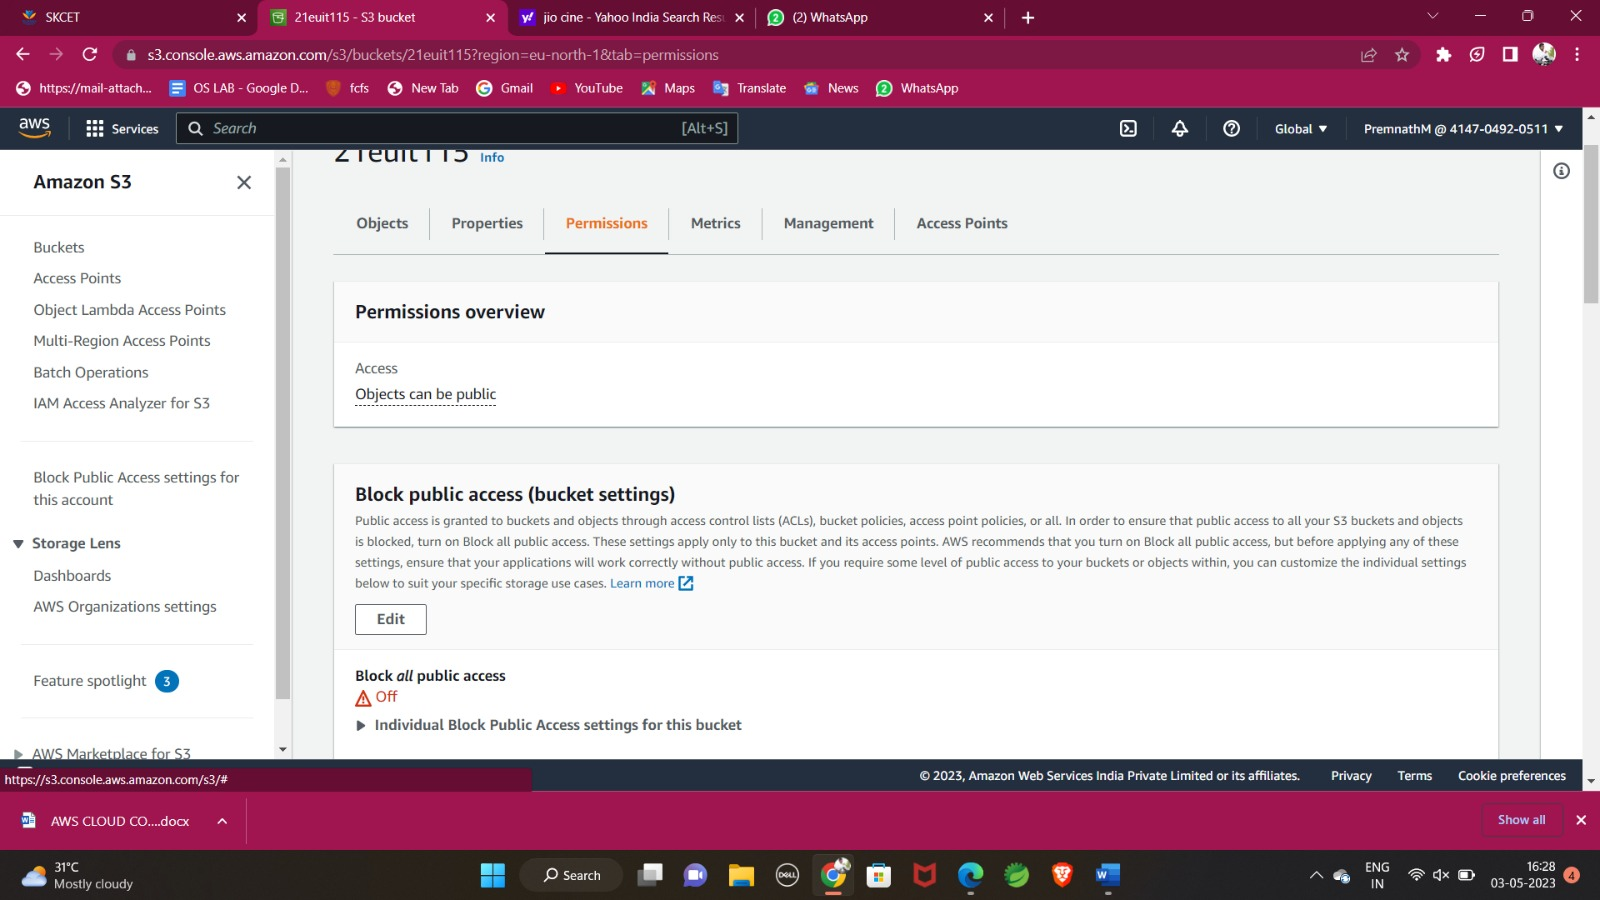 SKCET
21euit115 - S3 bucket
jio cine - Yahoo India Search Res
(2) WhatsApp
s3.console.aws.amazon.com/s3/buckets/21euit115?region=eu-north-1&tab=permissions
https://mail-attach...
OS LAB - Google D...
fcfs
New Tab
Gmail
YouTube
Maps
Translate
News
WhatsApp
aws
Services
Search
[Alt+S]
Global
PremnathM @ 4147-0492-0511
Amazon S3
Buckets
Access Points
Object Lambda Access Points
Multi-Region Access Points
Batch Operations
IAM Access Analyzer for S3
Block Public Access settings for
this account
Storage Lens
Dashboards
AWS Organizations settings
Feature spotlight 3
AWS Marketplace for S3
21euit115 Info
Objects
Properties
Permissions
Metrics
Management
Access Points
Permissions overview
Access
Objects can be public
Block public access (bucket settings)
Public access is granted to buckets and objects through access control lists (ACLs), bucket policies, access point policies, or all. In order to ensure that public access to all your S3 buckets and objects
is blocked, turn on Block all public access. These settings apply only to this bucket and its access points. AWS recommends that you turn on Block all public access, but before applying any of these
settings, ensure that your applications will work correctly without public access. If you require some level of public access to your buckets or objects within, you can customize the individual settings
below to suit your specific storage use cases. Learn more
Edit
Block all public access
Off
Individual Block Public Access settings for this bucket
https://s3.console.aws.amazon.com/s3/#
© 2023, Amazon Web Services India Private Limited or its affiliates.
Privacy
Terms
Cookie preferences
AWS CLOUD CO....docx
Show all
31°C
Mostly cloudy
Search
DELL
ENG
IN
16:28
03-05-2023
4